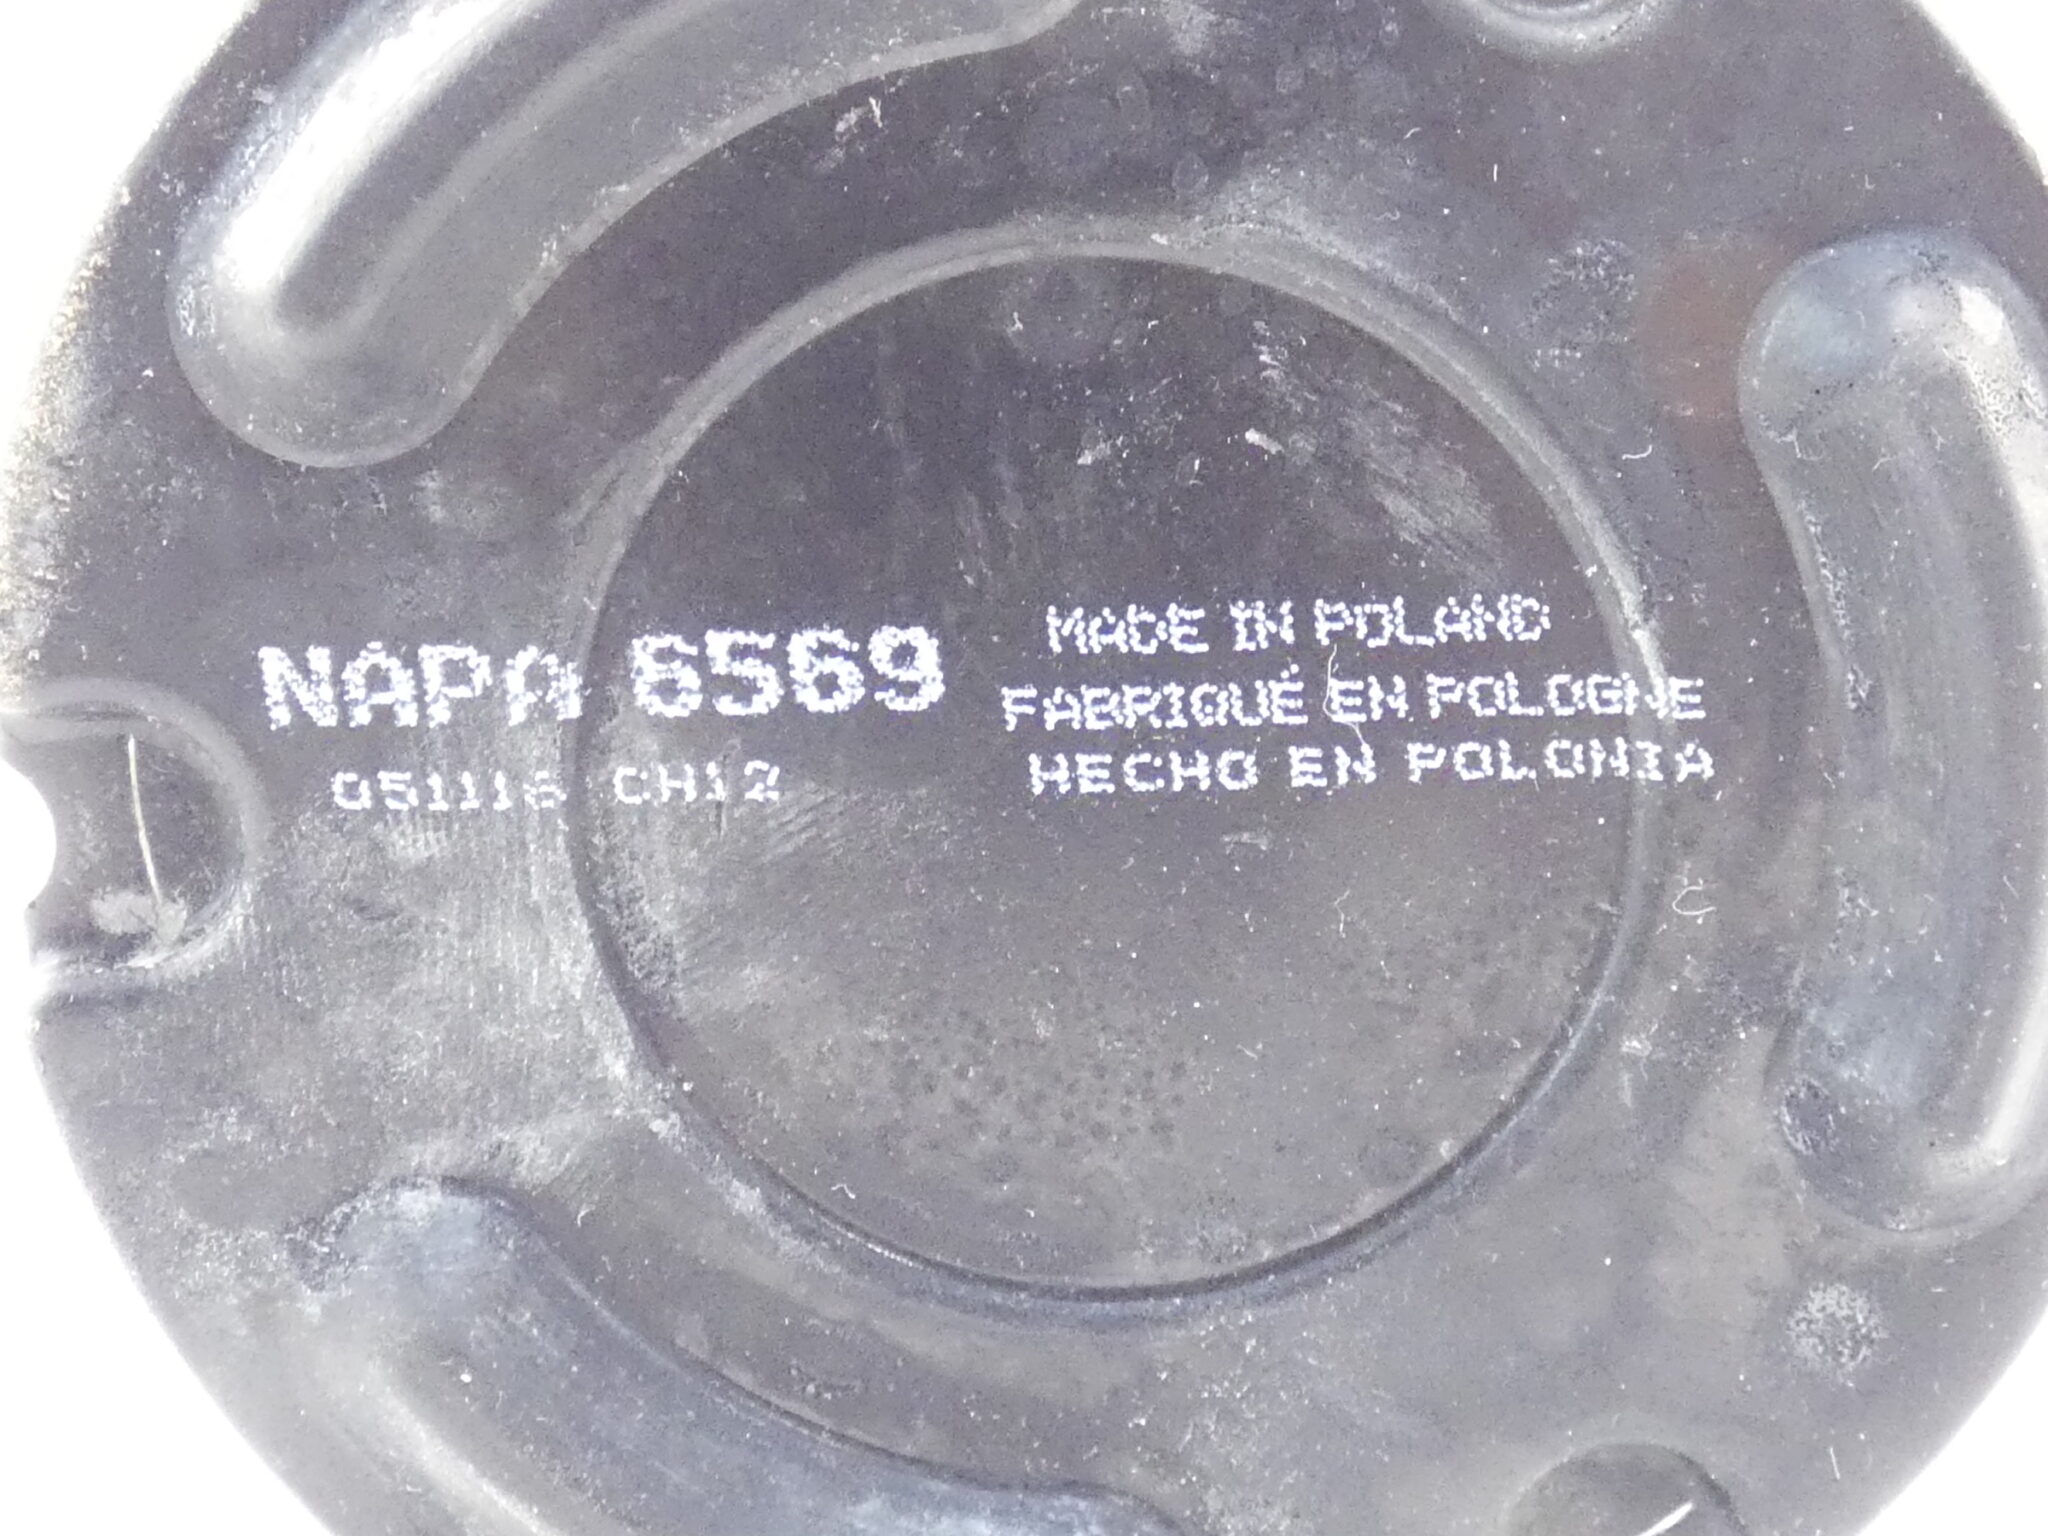 NAPA 6569
051116 CH12
MADE IN POLAND
FABRIQUÉ EN POLOGNE
HECHO EN POLONIA